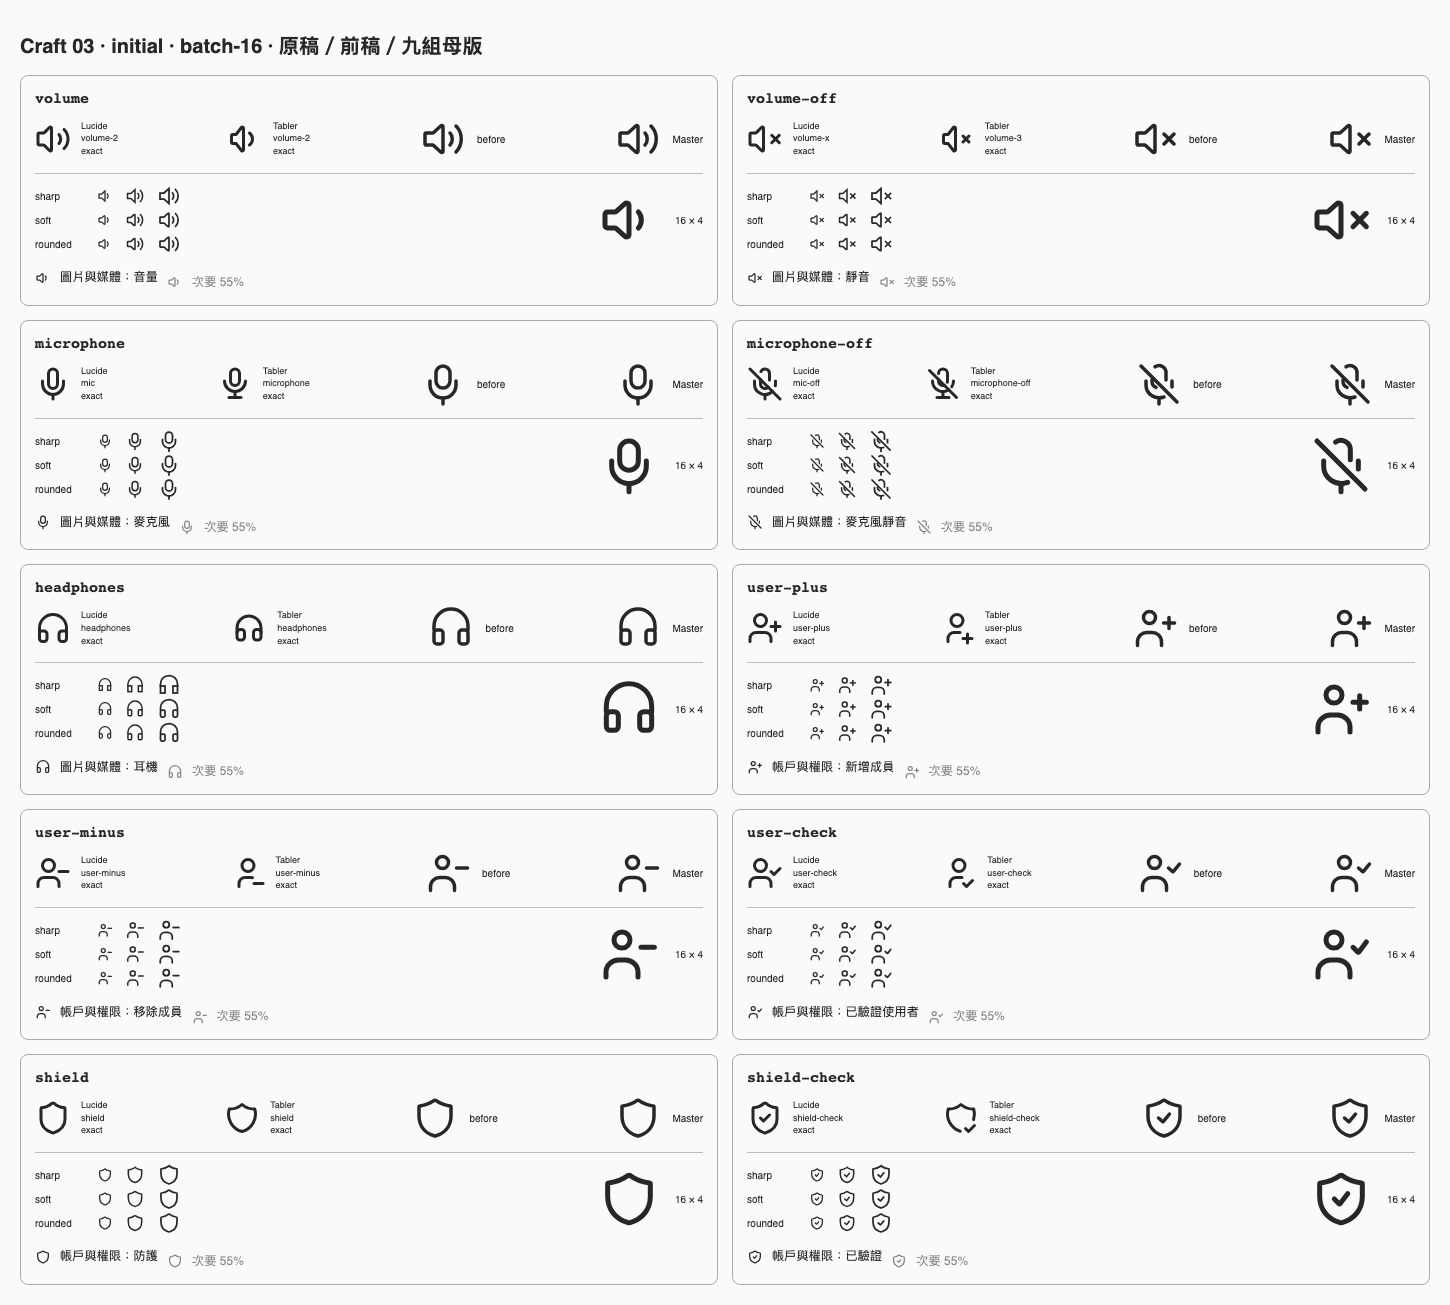 Craft 03 · initial · batch-16 · 原稿 / 前稿 / 九組母版
volume
Lucide
volume-2
exact
Tabler
volume-2
exact
before
Master
sharp
soft
rounded
16 × 4
圖片與媒體：音量
次要 55%
volume-off
Lucide
volume-x
exact
Tabler
volume-3
exact
before
Master
sharp
soft
rounded
16 × 4
圖片與媒體：靜音
次要 55%
microphone
Lucide
mic
exact
Tabler
microphone
exact
before
Master
sharp
soft
rounded
16 × 4
圖片與媒體：麥克風
次要 55%
microphone-off
Lucide
mic-off
exact
Tabler
microphone-off
exact
before
Master
sharp
soft
rounded
16 × 4
圖片與媒體：麥克風靜音
次要 55%
headphones
Lucide
headphones
exact
Tabler
headphones
exact
before
Master
sharp
soft
rounded
16 × 4
圖片與媒體：耳機
次要 55%
user-plus
Lucide
user-plus
exact
Tabler
user-plus
exact
before
Master
sharp
soft
rounded
16 × 4
帳戶與權限：新增成員
次要 55%
user-minus
Lucide
user-minus
exact
Tabler
user-minus
exact
before
Master
sharp
soft
rounded
16 × 4
帳戶與權限：移除成員
次要 55%
user-check
Lucide
user-check
exact
Tabler
user-check
exact
before
Master
sharp
soft
rounded
16 × 4
帳戶與權限：已驗證使用者
次要 55%
shield
Lucide
shield
exact
Tabler
shield
exact
before
Master
sharp
soft
rounded
16 × 4
帳戶與權限：防護
次要 55%
shield-check
Lucide
shield-check
exact
Tabler
shield-check
exact
before
Master
sharp
soft
rounded
16 × 4
帳戶與權限：已驗證
次要 55%